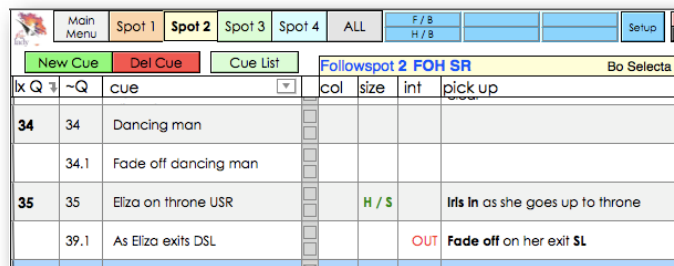 Main Menu Spot 1 Spot 2 Spot 3 Spot 4 ALL F / B H / B Setup
New Cue Del Cue Cue List Followspot 2 FOH SR Bo Selecta
lx Q ~Q cue col size int pick up
34 34 Dancing man
34.1 Fade off dancing man
35 35 Eliza on throne USR H / S Iris in as she goes up to throne
39.1 As Eliza exits DSL OUT Fade off on her exit SL